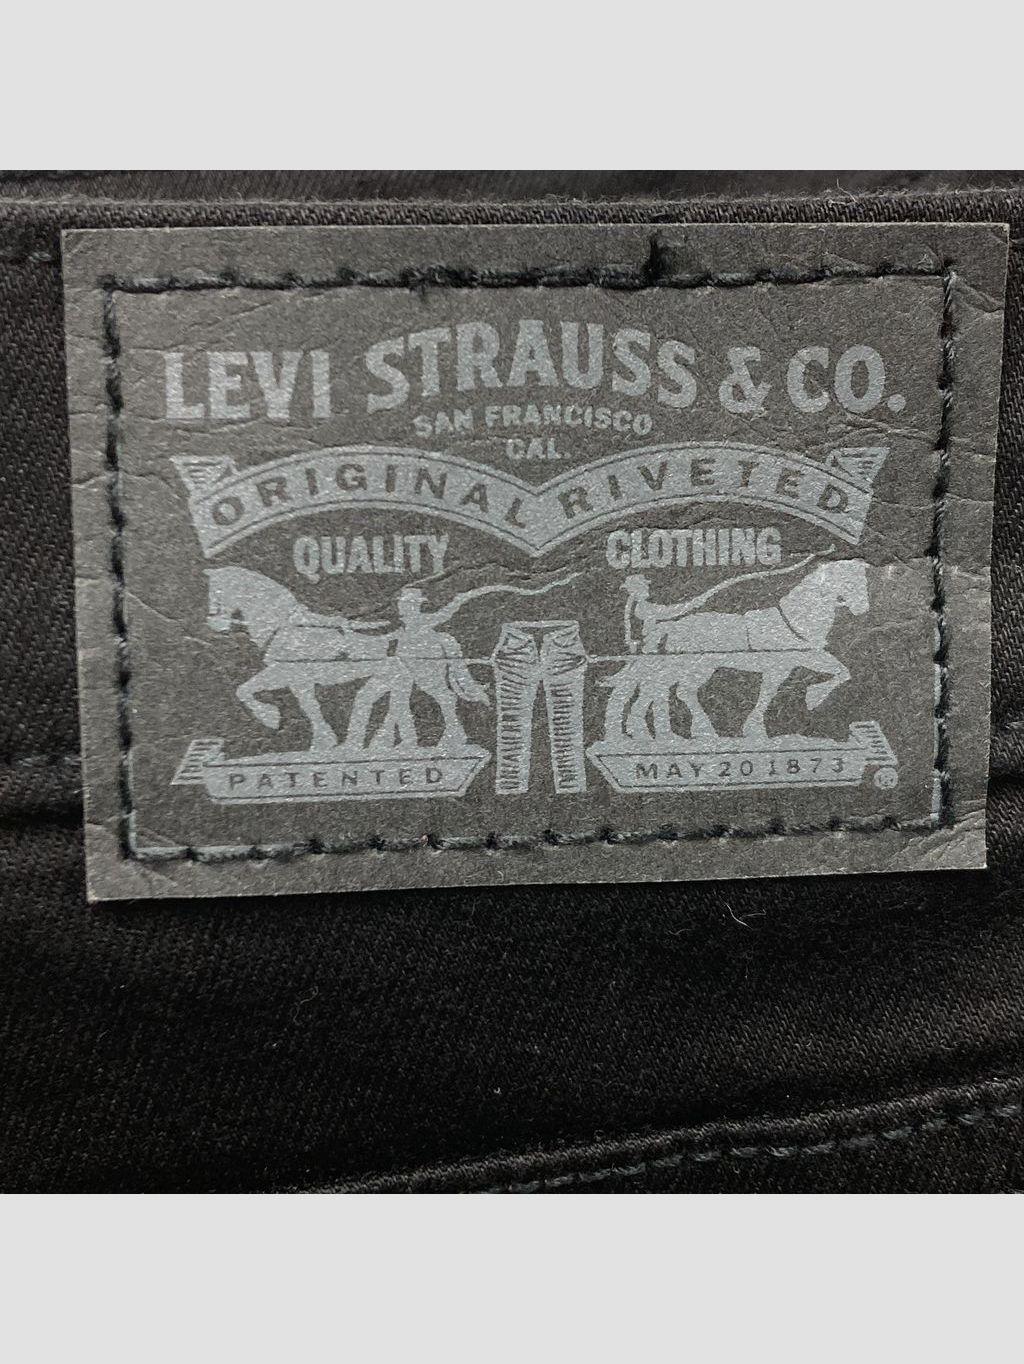 LEVI STRAUSS & CO.
SAN FRANCISCO
CAL.
ORIGINAL RIVETED
QUALITY CLOTHING
PATENTED MAY 20 1873 ®